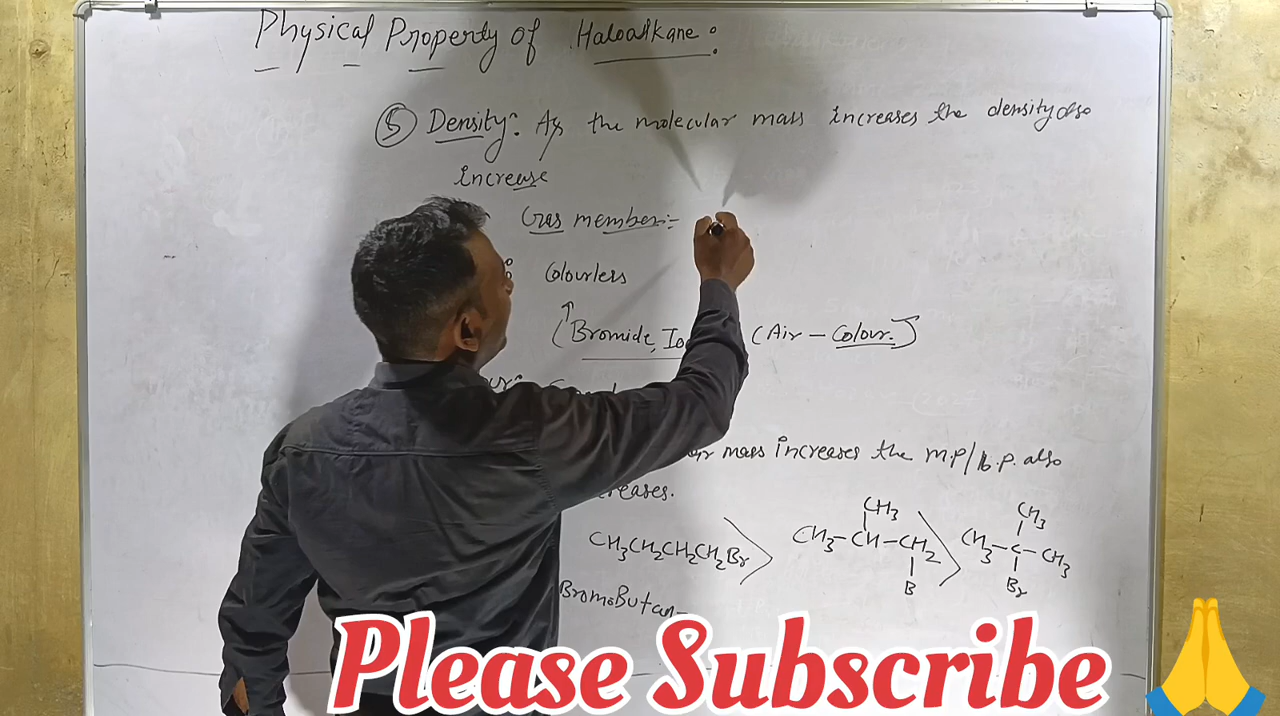 Physical Property of Haloalkane:
⑤ Density: As the molecular mass increases the density also
increase
Gas member:-
: Colourless
(Bromide, Io (Air - Colour.)
mass increases the m.p/b.p. also
reases.
CH3 CH3
CH3CH2CH2CH2Br > CH3-CH-CH2 > CH3-C-CH3
B Br
BromoButan-
Please Subscribe